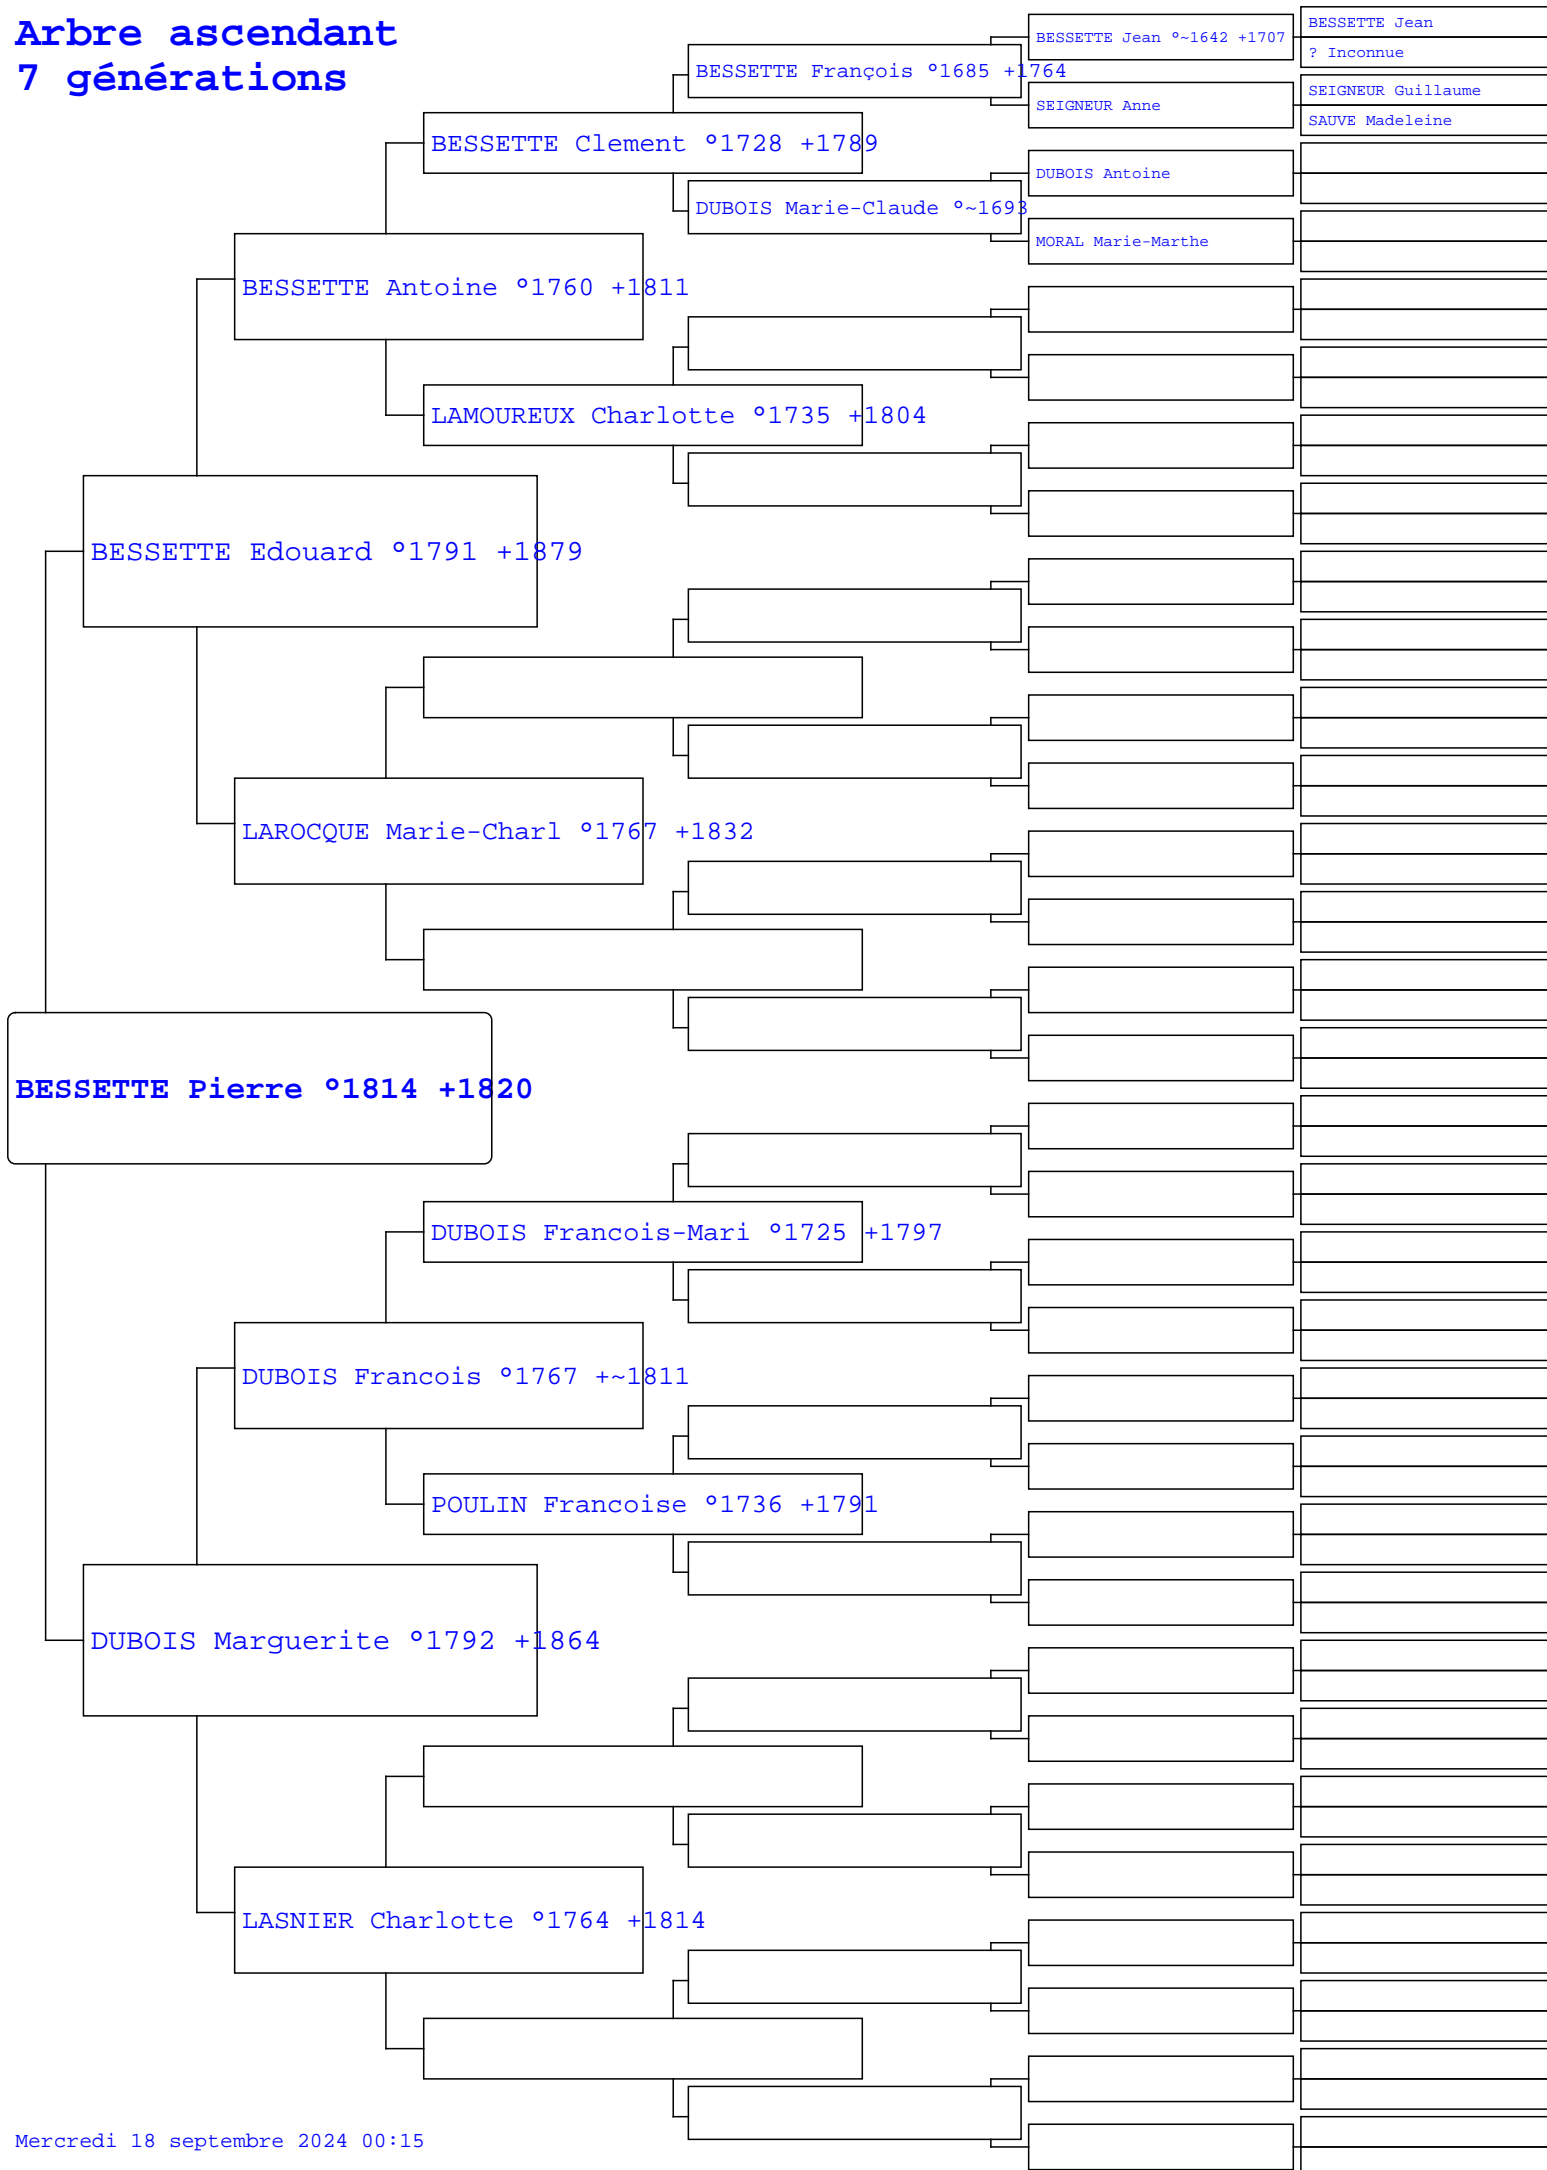 Arbre ascendant
7 générations
BESSETTE Jean °~1642 +1707
BESSETTE Jean
? Inconnue
BESSETTE François °1685 +1764
SEIGNEUR Anne
SEIGNEUR Guillaume
SAUVE Madeleine
BESSETTE Clement °1728 +1789
DUBOIS Antoine
DUBOIS Marie-Claude °~1693
MORAL Marie-Marthe
BESSETTE Antoine °1760 +1811
LAMOUREUX Charlotte °1735 +1804
BESSETTE Edouard °1791 +1879
LAROCQUE Marie-Charl °1767 +1832
BESSETTE Pierre °1814 +1820
DUBOIS Francois-Mari °1725 +1797
DUBOIS Francois °1767 +~1811
POULIN Francoise °1736 +1791
DUBOIS Marguerite °1792 +1864
LASNIER Charlotte °1764 +1814
Mercredi 18 septembre 2024 00:15